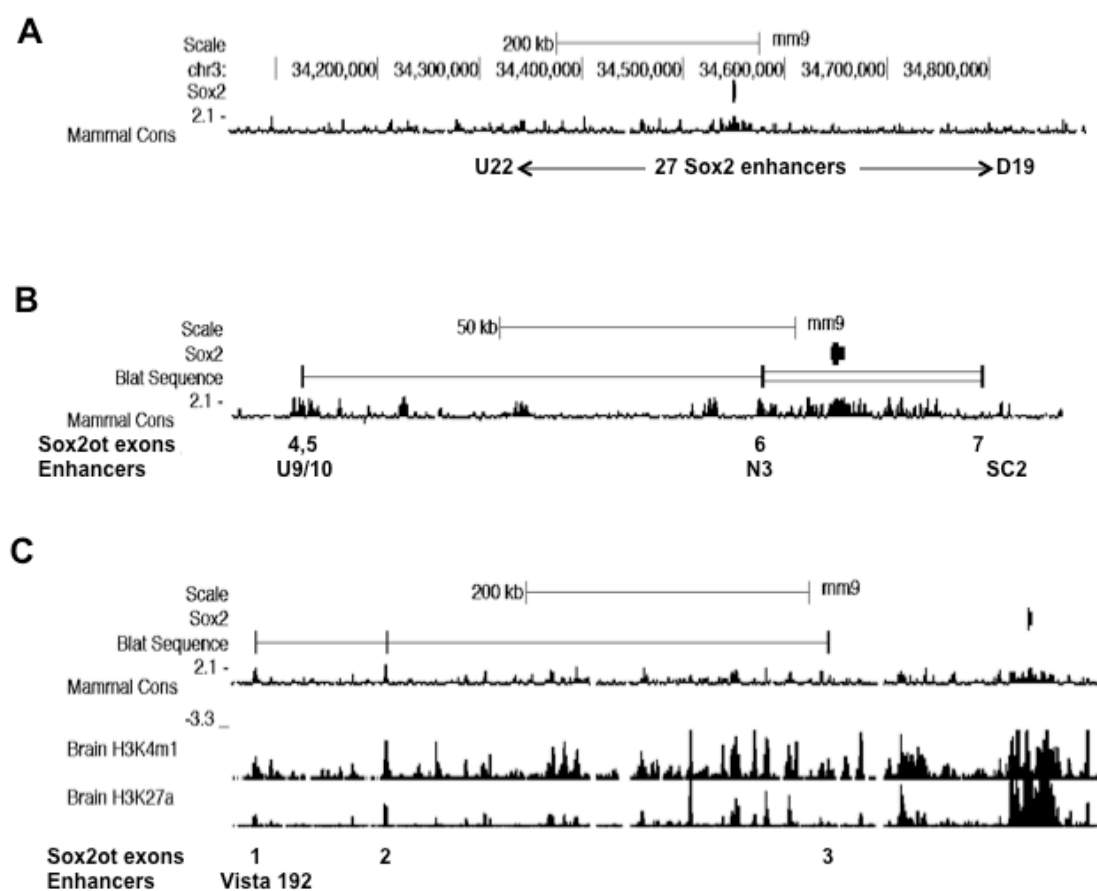 A
Scale 200 kb mm9
chr3: 34,200,000 34,300,000 34,400,000 34,500,000 34,600,000 34,700,000 34,800,000
Sox2
2.1 -
Mammal Cons
U22 27 Sox2 enhancers D19
B
Scale 50 kb mm9
Sox2
Blat Sequence
2.1 -
Mammal Cons
Sox2ot exons 4,5 6 7
Enhancers U9/10 N3 SC2
C
Scale 200 kb mm9
Sox2
Blat Sequence
2.1 -
Mammal Cons
-3.3 _
Brain H3K4m1
Brain H3K27a
Sox2ot exons 1 2 3
Enhancers Vista 192